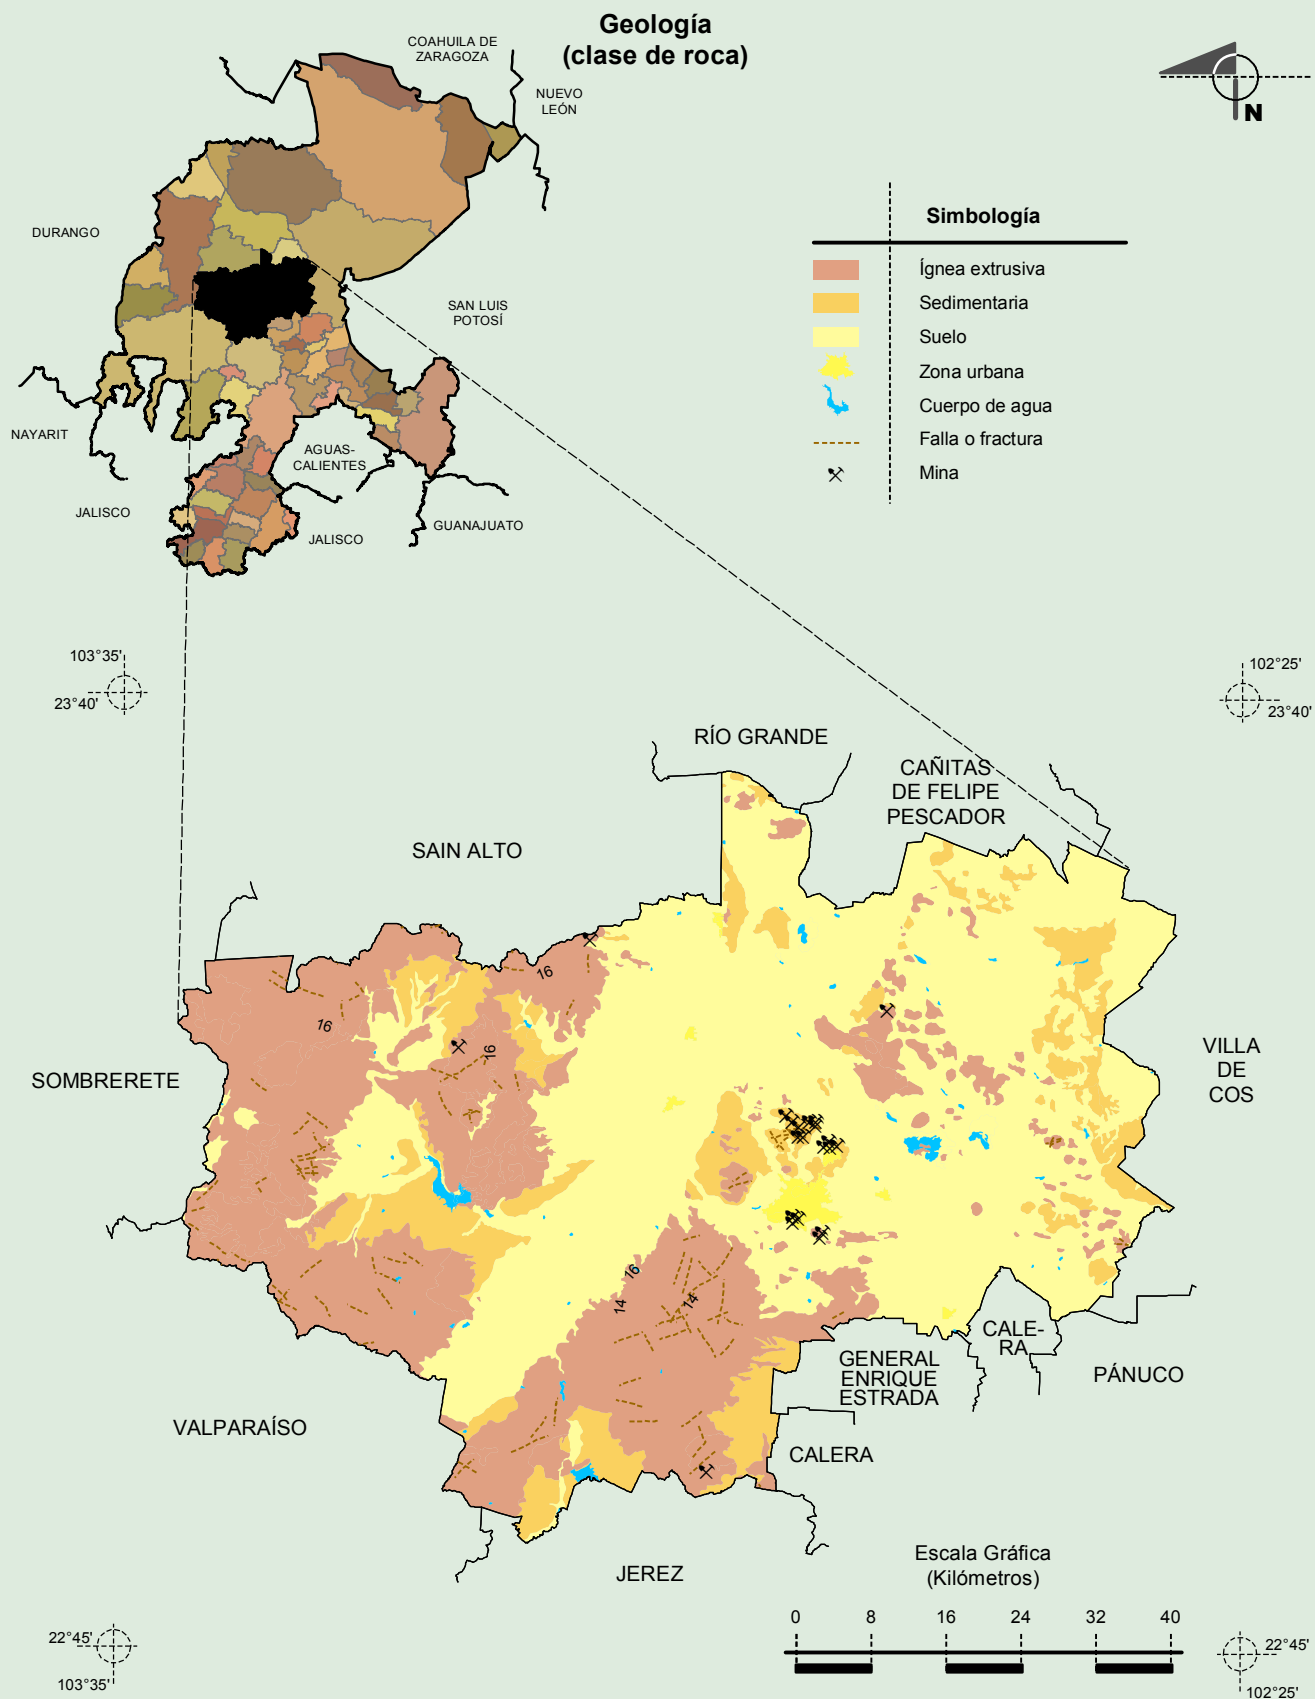 Geología
(clase de roca)
COAHUILA DE
ZARAGOZA
NUEVO
LEÓN
N
DURANGO
SAN LUIS
POTOSÍ
NAYARIT
AGUAS-
CALIENTES
JALISCO
JALISCO
GUANAJUATO
Simbología
Ígnea extrusiva
Sedimentaria
Suelo
Zona urbana
Cuerpo de agua
Falla o fractura
Mina
103°35'
23°40'
102°25'
23°40'
RÍO GRANDE
CAÑITAS
DE FELIPE
PESCADOR
SAIN ALTO
16
16
16
SOMBRERETE
VILLA
DE
COS
16
14
14
CALE-
RA
GENERAL
ENRIQUE
ESTRADA
PÁNUCO
VALPARAÍSO
CALERA
JEREZ
Escala Gráfica
(Kilómetros)
0 8 16 24 32 40
22°45'
103°35'
22°45'
102°25'